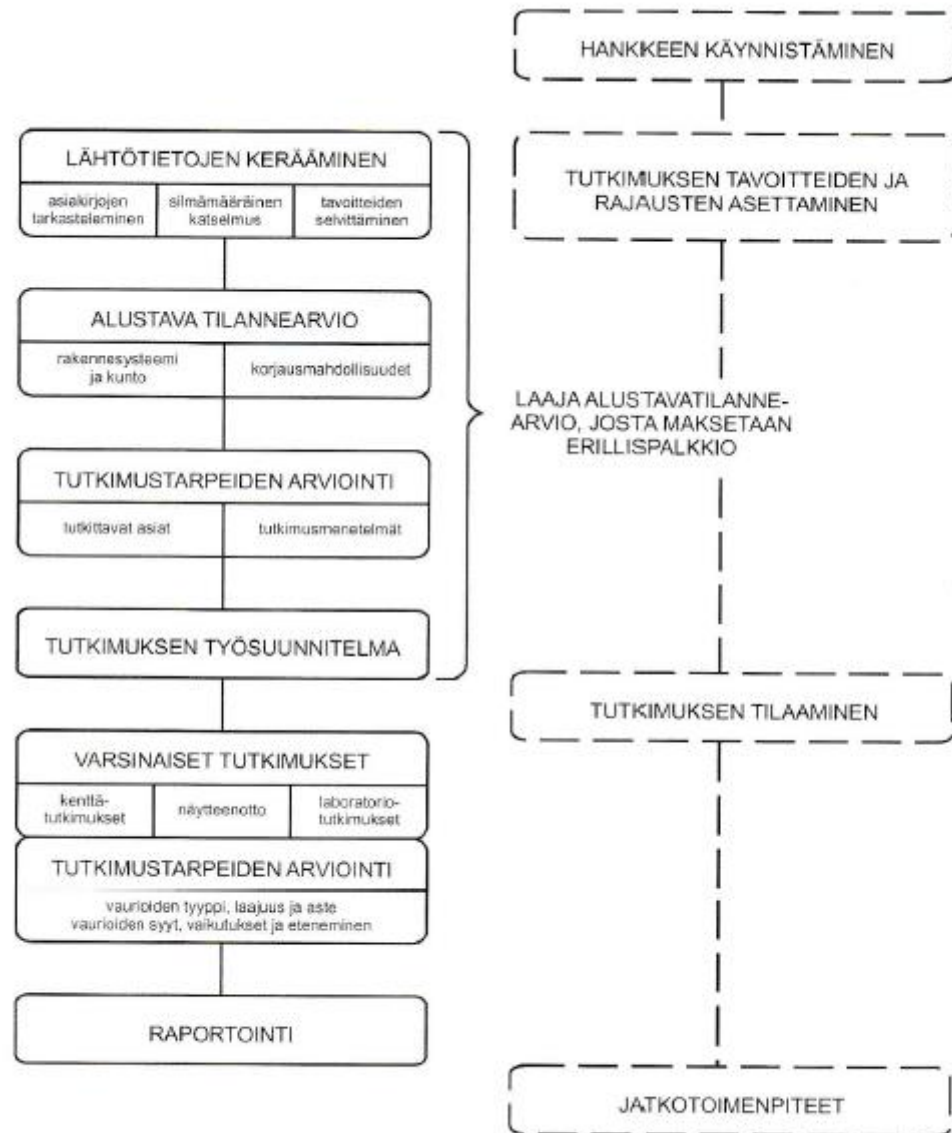 HANKIKEEN KÄYNNISTÄMINEN
TUTKIMUKSEN TAVOITTEIDEN JA
RAJAUSTEN ASETTAMINEN
LÄHTÖTIETOJEN KERÄÄMINEN
asiakirjojen
tarkasteleminen
silmämääräinen
katselmus
tavoitteiden
selvittäminen
ALUSTAVA TILANNEARVIO
rakennesysteemi
ja kunto
korjausmahdollisuudet
TUTKIMUSTARPEIDEN ARVIOINTI
tutkittavat asiat
tutkimusmenetelmät
TUTKIMUKSEN TYÖSUUNNITELMA
LAAJA ALUSTAVATILANNE-
ARVIO, JOSTA MAKSETAAN
ERILLISPALKKIO
TUTKIMUKSEN TILAAMINEN
VARSINAISET TUTKIMUKSET
kenttä-
tutkimukset
näytteenotto
laboratorio-
tutkimukset
TUTKIMUSTARPEIDEN ARVIOINTI
vaurioiden tyyppi, laajuus ja aste
vaurioiden syyt, vaikutukset ja eteneminen
RAPORTOINTI
JATKOTOIMENPITEET